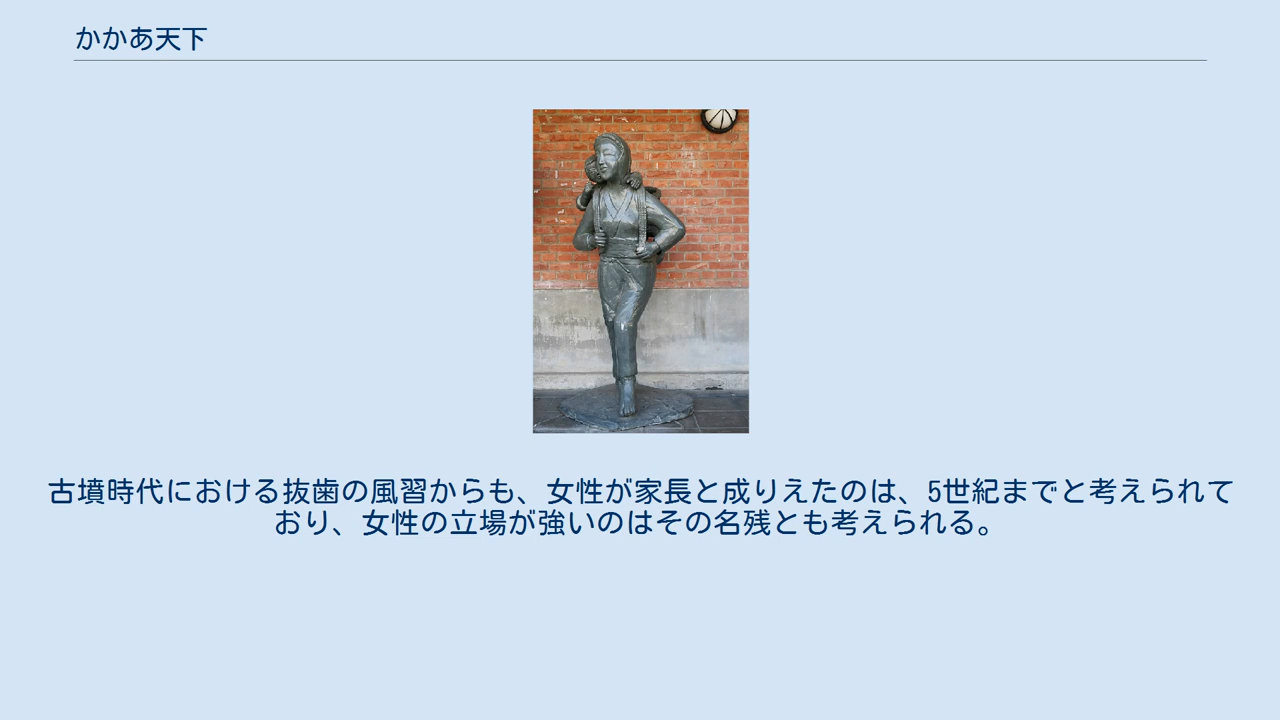 かかあ天下
古墳時代における抜歯の風習からも、女性が家長と成りえたのは、5世紀までと考えられて
おり、女性の立場が強いのはその名残とも考えられる。